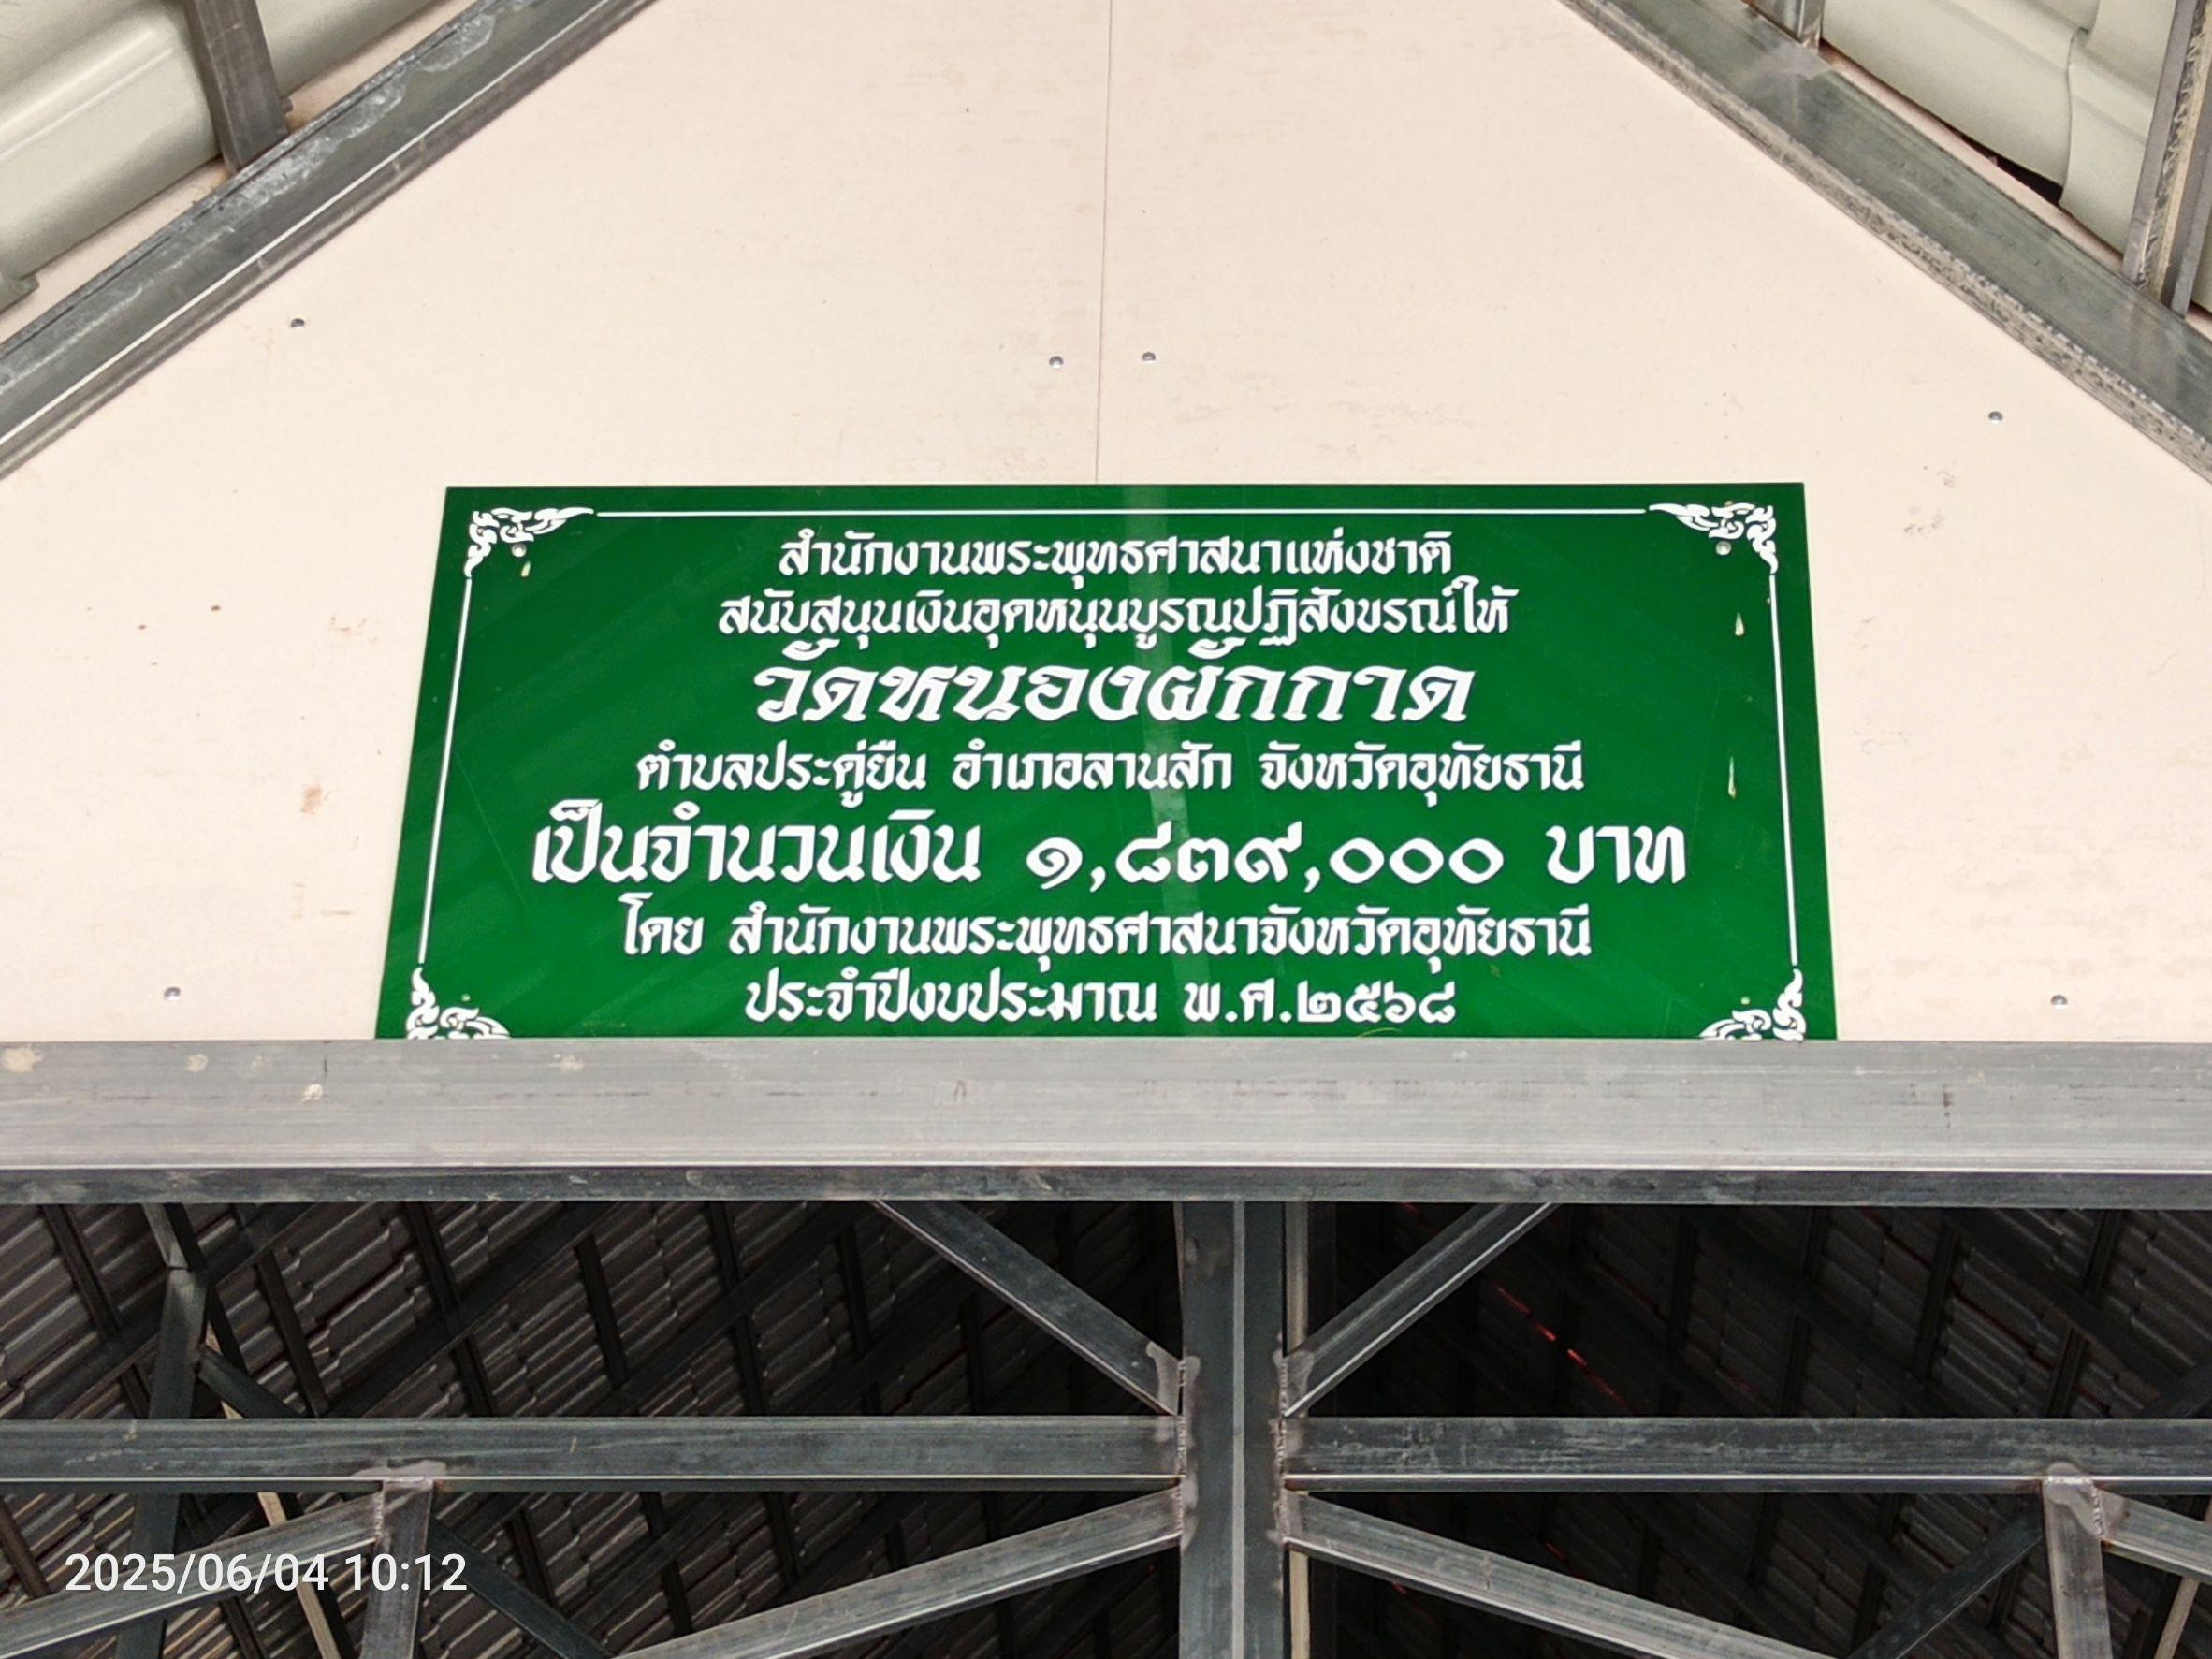 สำนักงานพระพุทธศาสนาแห่งชาติ
สนับสนุนเงินอุดหนุนบูรณปฏิสังขรณ์ให้
วัดหนองผักกาด
ตำบลประดู่ยืน อำเภอลานสัก จังหวัดอุทัยธานี
เป็นจำนวนเงิน ๑,๘๓๙,๐๐๐ บาท
โดย สำนักงานพระพุทธศาสนาจังหวัดอุทัยธานี
ประจำปีงบประมาณ พ.ศ.๒๕๖๘
2025/06/04 10:12